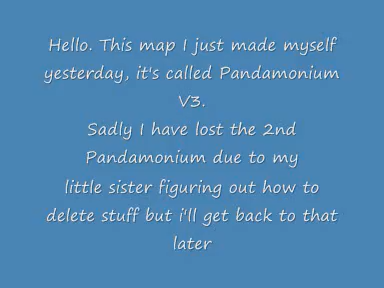 Hello. This map I just made myself
yesterday, it's called Pandamonium
V3.
Sadly I have lost the 2nd
Pandamonium due to my
little sister figuring out how to
delete stuff but i'll get back to that
later